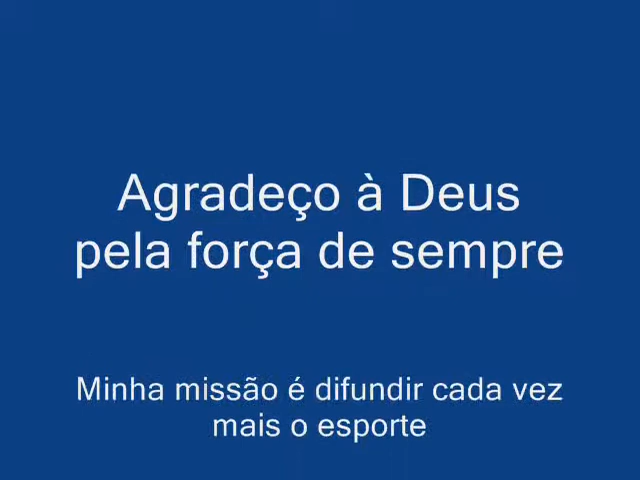 Agradeço à Deus
pela força de sempre
Minha missão é difundir cada vez
mais o esporte